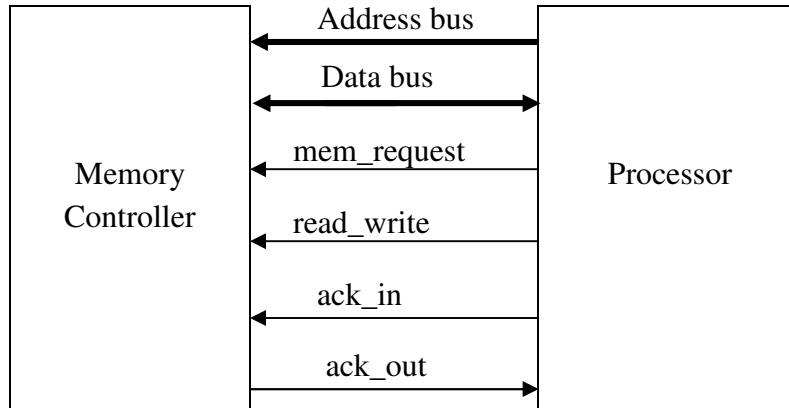 Address bus
Data bus
mem_request
Memory
Controller
Processor
read_write
ack_in
ack_out